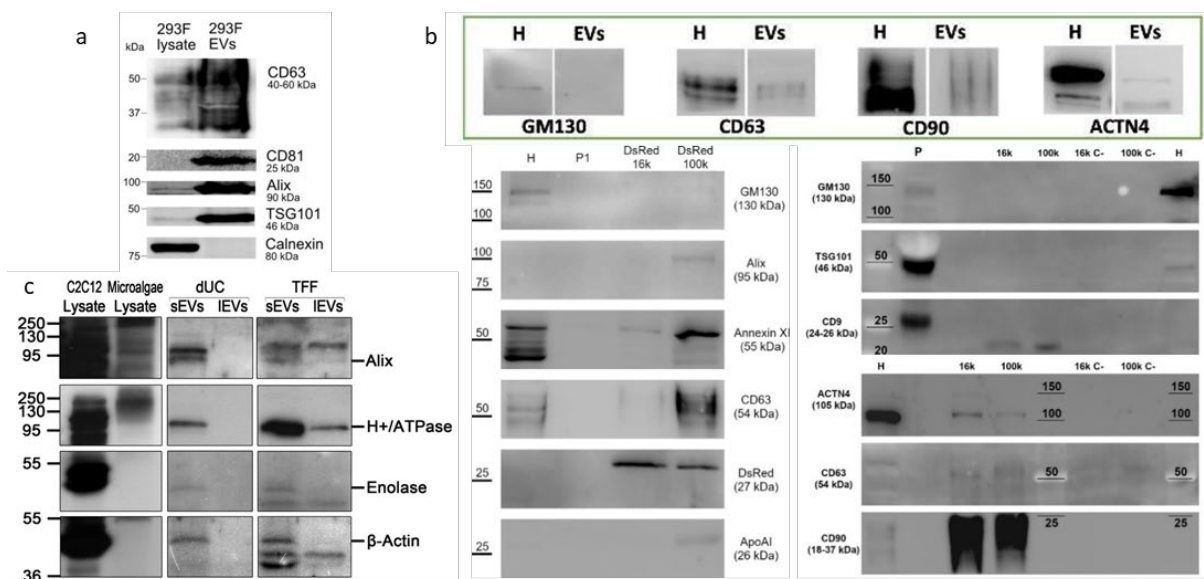 a
293F lysate
293F EVs
kDa
CD63
40-60 kDa
50
37
20
CD81
25 kDa
100
Alix
90 kDa
50
TSG101
46 kDa
75
Calnexin
80 kDa
b
H EVs H EVs H EVs H EVs
GM130 CD63 CD90 ACTN4
H P1 DsRed 16k DsRed 100k
150
100
GM130
(130 kDa)
100
75
Alix
(95 kDa)
50
Annexin XI
(55 kDa)
50
CD63
(54 kDa)
25
DsRed
(27 kDa)
25
ApoAI
(26 kDa)
P 16k 100k 16k C- 100k C- H
GM130
(130 kDa)
150
100
TSG101
(46 kDa)
50
CD9
(24-26 kDa)
25
20
H 16k 100k 16k C- 100k C-
ACTN4
(105 kDa)
150 150
100 100
CD63
(54 kDa)
50 50
CD90
(18-37 kDa)
25 25
c
C2C12 Lysate
Microalgae Lysate
dUC TFF
sEVs lEVs sEVs lEVs
250
130
95
Alix
250
130
95
H+/ATPase
55
Enolase
55
β-Actin
36